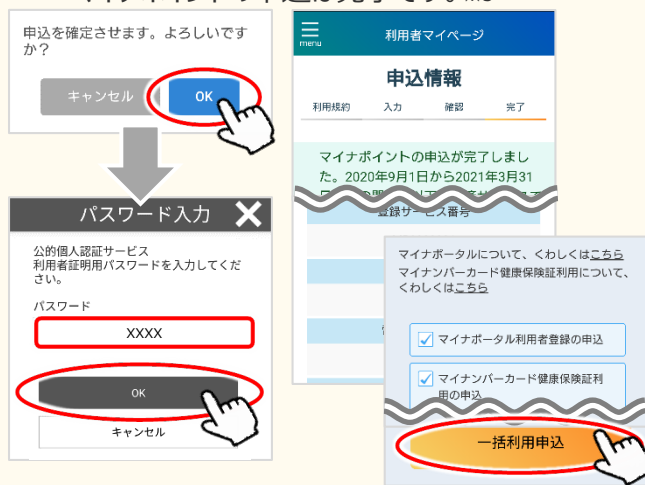 申込を確定させます。よろしいです
か？
キャンセル
OK
パスワード入力
公的個人認証サービス
利用者証明用パスワードを入力してくだ
さい。
パスワード
XXXX
OK
キャンセル
menu
利用者マイページ
申込情報
利用規約 入力 確認 完了
マイナポイントの申込が完了しまし
た。2020年9月1日から2021年3月31
登録サービス番号
マイナポータルについて、くわしくはこちら
マイナンバーカード健康保険証利用について、
くわしくはこちら
マイナポータル利用者登録の申込
マイナンバーカード健康保険証利
用の申込
一括利用申込